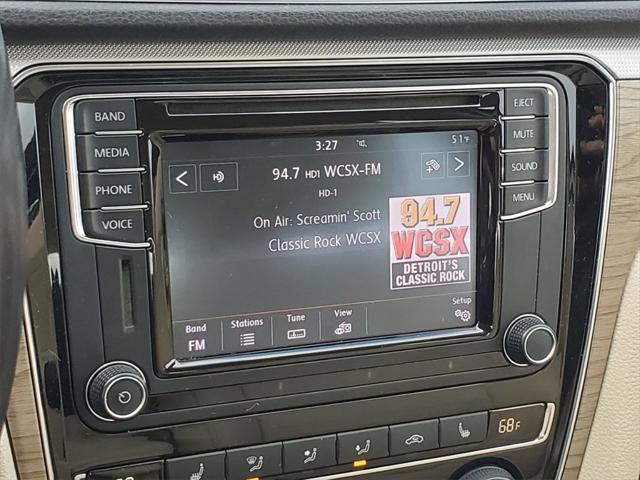 BAND
MEDIA
PHONE
VOICE
EJECT
MUTE
SOUND
MENU
3:27
51°F
94.7 HD1 WCSX-FM
HD-1
On Air: Screamin' Scott
Classic Rock WCSX
94.7
WCSX
DETROIT'S
CLASSIC ROCK
Setup
Band
FM
Stations
Tune
View
68°F